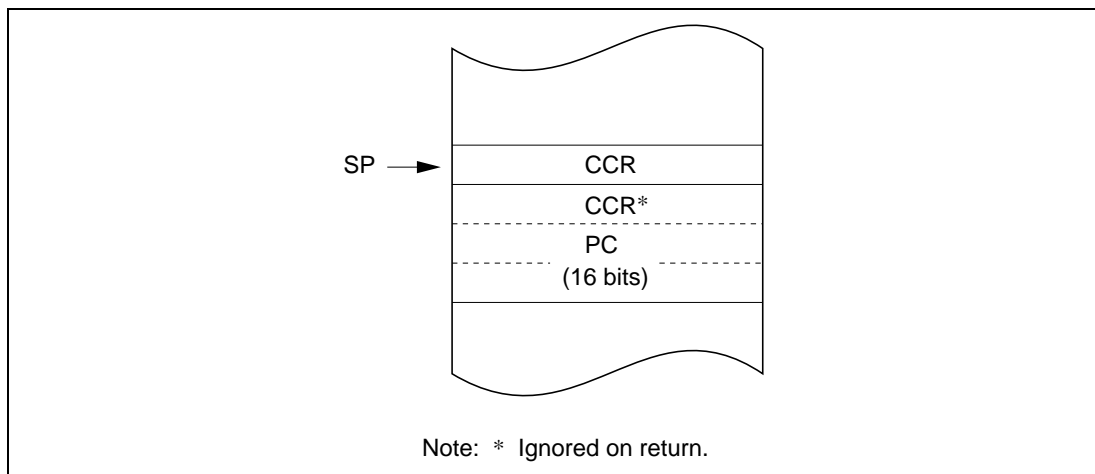 SP
CCR
CCR*
PC
(16 bits)
Note: * Ignored on return.